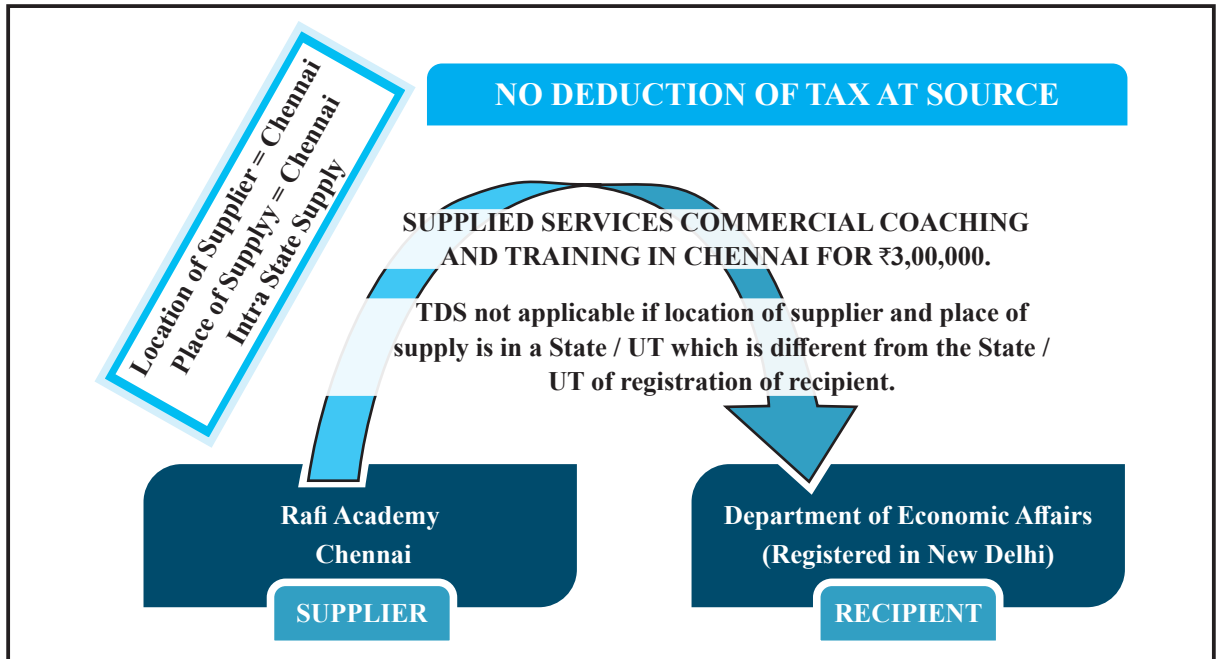 Location of Supplier = Chennai
Place of Supplyy = Chennai
Intra State Supply
NO DEDUCTION OF TAX AT SOURCE
SUPPLIED SERVICES COMMERCIAL COACHING
AND TRAINING IN CHENNAI FOR ₹3,00,000.
TDS not applicable if location of supplier and place of
supply is in a State / UT which is different from the State /
UT of registration of recipient.
Rafi Academy
Chennai
SUPPLIER
Department of Economic Affairs
(Registered in New Delhi)
RECIPIENT